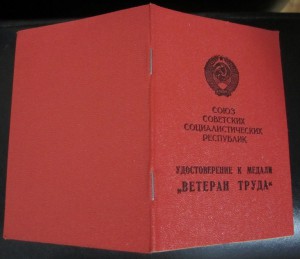 СОЮЗ
СОВЕТСКИХ
СОЦИАЛИСТИЧЕСКИХ
РЕСПУБЛИК
УДОСТОВЕРЕНИЕ К МЕДАЛИ
„ВЕТЕРАН ТРУДА“